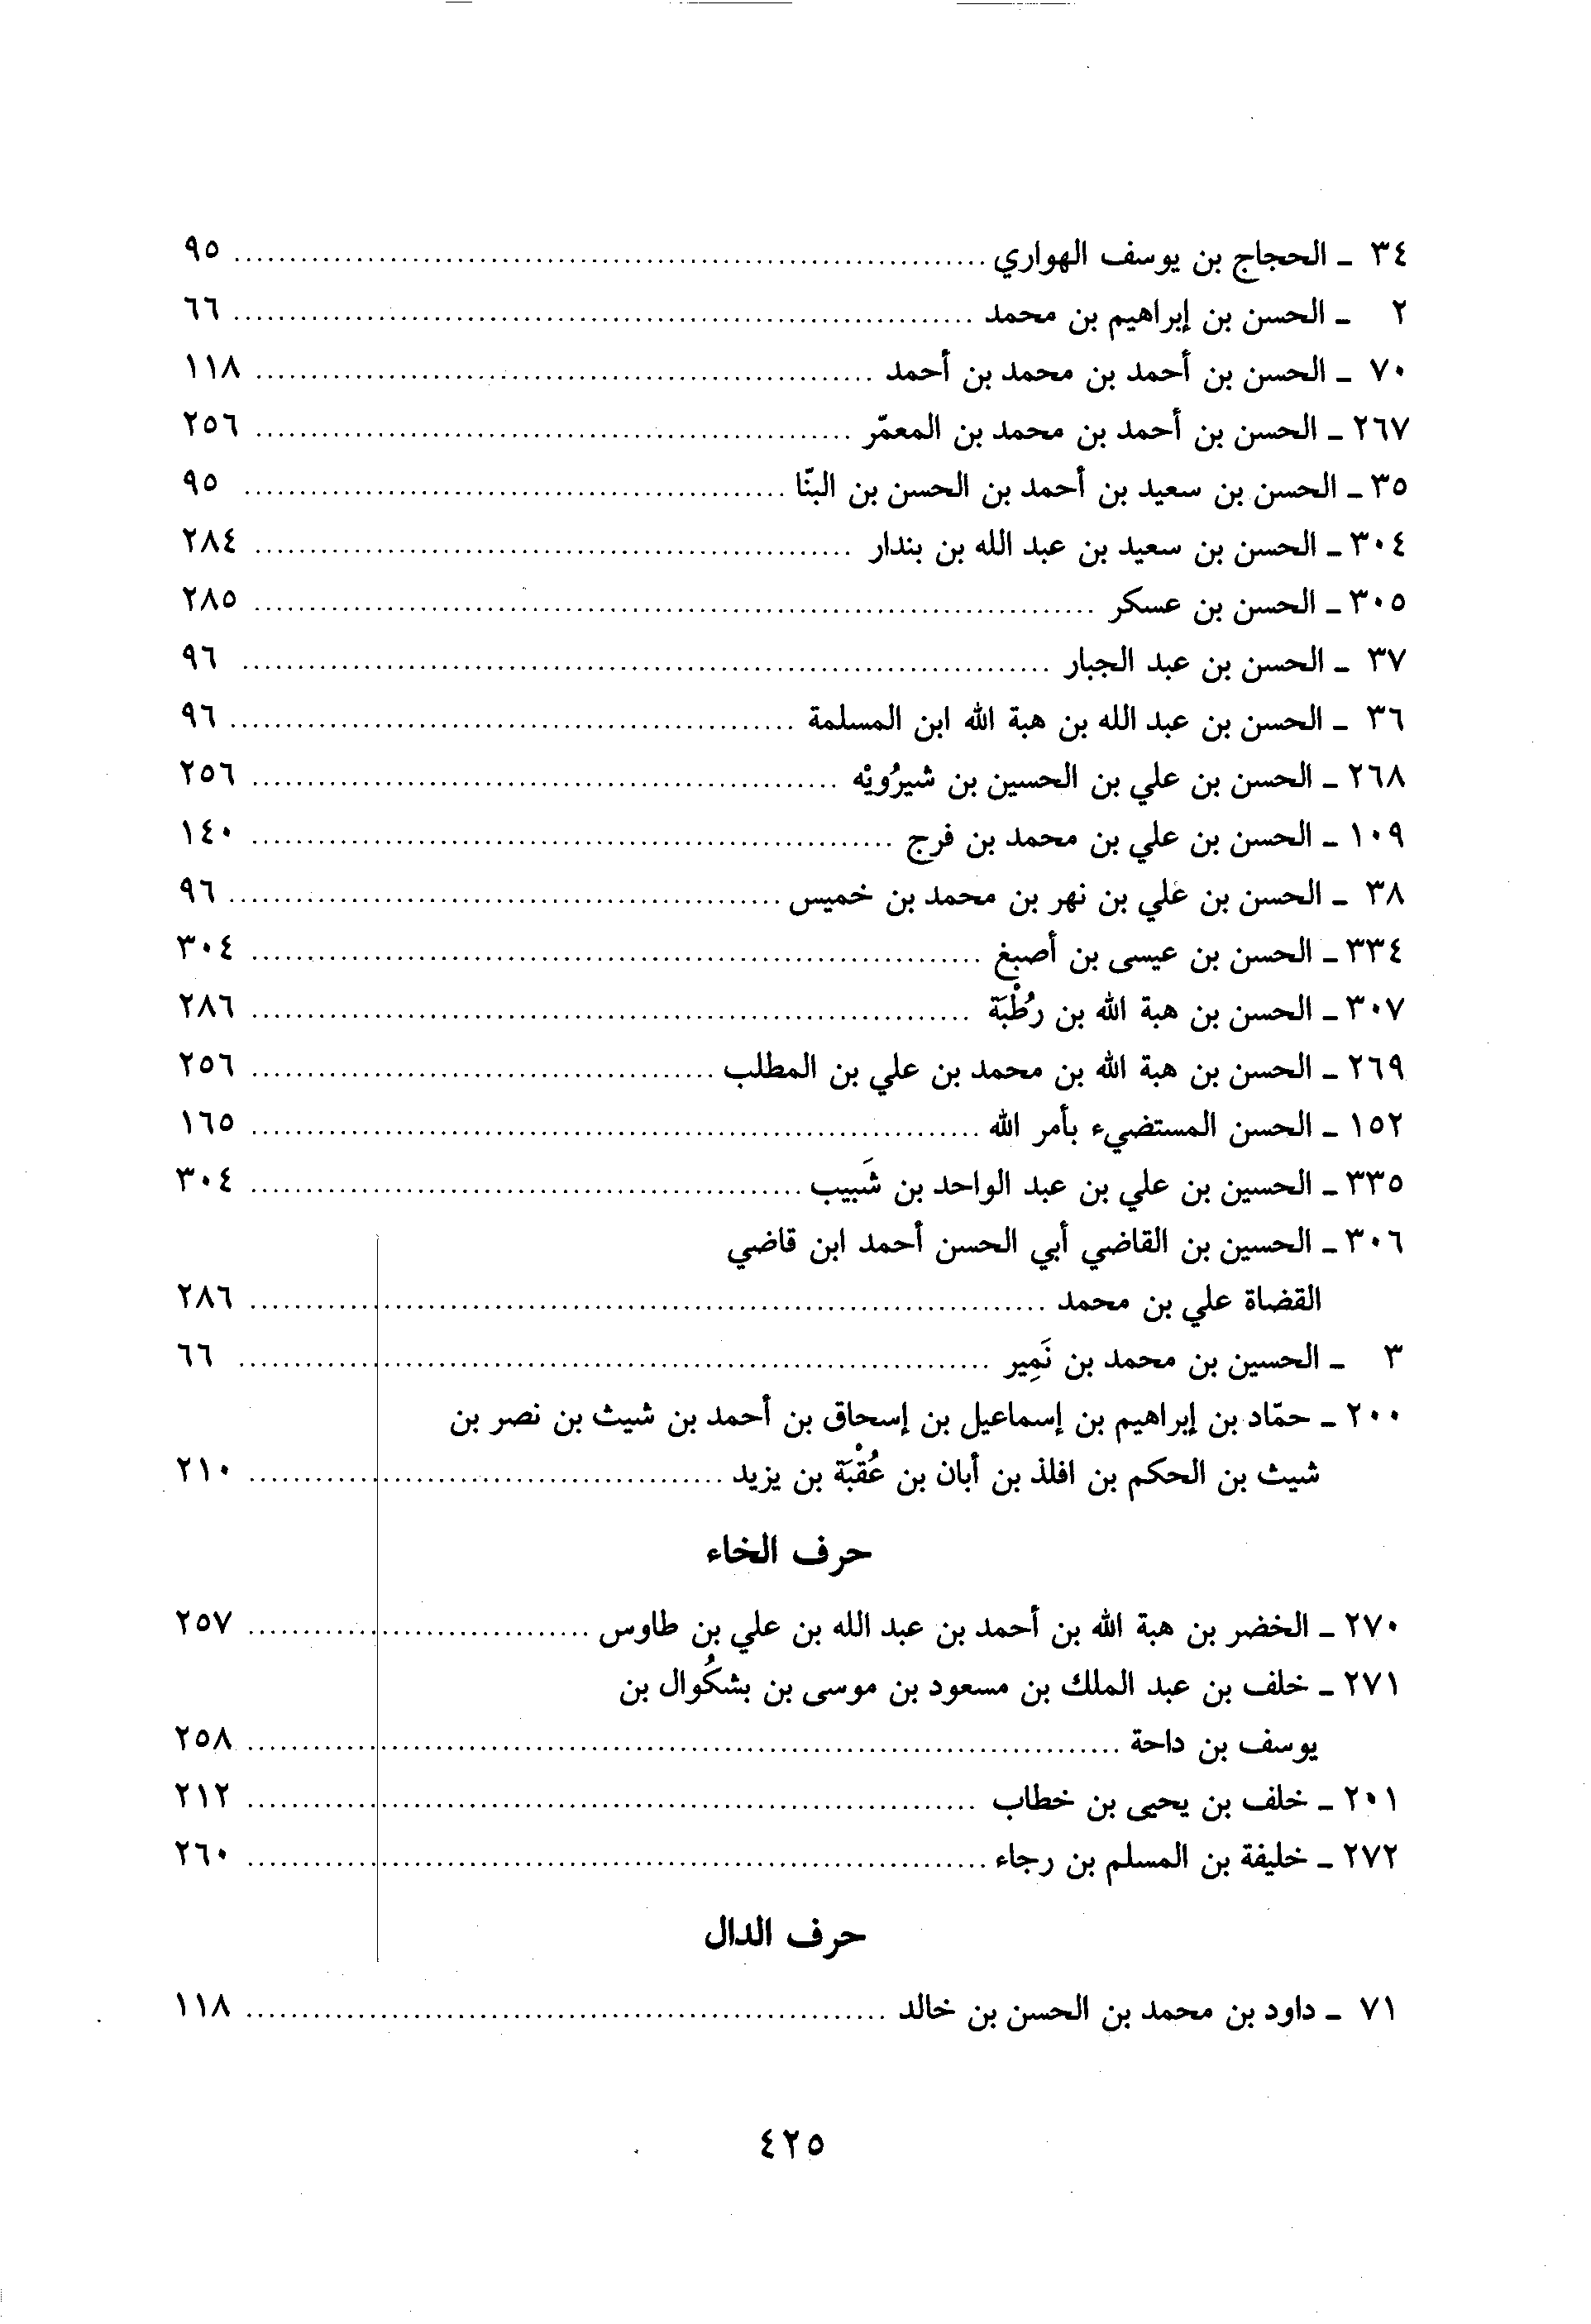 ٣٤ - الحجاج بن يوسف الهواري ........ ٩٥
٢ - الحسن بن إبراهيم بن محمد ........ ٦٦
٧٠ - الحسن بن أحمد بن محمد بن أحمد ........ ١١٨
٢٦٧ - الحسن بن أحمد بن محمد بن المعمّر ........ ٢٥٦
٣٥ - الحسن بن سعيد بن أحمد بن الحسن بن البنّا ........ ٩٥
٣٠٤ - الحسن بن سعيد بن عبد الله بن بندار ........ ٢٨٤
٣٠٥ - الحسن بن عسكر ........ ٢٨٥
٣٧ - الحسن بن عبد الجبار ........ ٩٦
٣٦ - الحسن بن عبد الله بن هبة الله ابن المسلمة ........ ٩٦
٢٦٨ - الحسن بن علي بن الحسين بن شيرُويْه ........ ٢٥٦
١٠٩ - الحسن بن علي بن محمد بن فرج ........ ١٤٠
٣٨ - الحسن بن علي بن نهر بن محمد بن خميس ........ ٩٦
٣٣٤ - الحسن بن عيسى بن أصبغ ........ ٣٠٤
٣٠٧ - الحسن بن هبة الله بن رُطْبَة ........ ٢٨٦
٢٦٩ - الحسن بن هبة الله بن محمد بن علي بن المطلب ........ ٢٥٦
١٥٢ - الحسن المستضيء بأمر الله ........ ١٦٥
٣٣٥ - الحسين بن علي بن عبد الواحد بن شَبيب ........ ٣٠٤
٣٠٦ - الحسين بن القاضي أبي الحسن أحمد ابن قاضي
القضاة علي بن محمد ........ ٢٨٦
٣ - الحسين بن محمد بن نَمِير ........ ٦٦
٢٠٠ - حمّاد بن إبراهيم بن إسماعيل بن إسحاق بن أحمد بن شيث بن نصر بن
شيث بن الحكم بن افلذ بن أبان بن عُقْبَة بن يزيد ........ ٢١٠
حرف الخاء
٢٧٠ - الخضر بن هبة الله بن أحمد بن عبد الله بن علي بن طاوس ........ ٢٥٧
٢٧١ - خلف بن عبد الملك بن مسعود بن موسى بن بشكُوال بن
يوسف بن داحة ........ ٢٥٨
٢٠١ - خلف بن يحيى بن خطاب ........ ٢١٢
٢٧٢ - خليفة بن المسلم بن رجاء ........ ٢٦٠
حرف الدال
٧١ - داود بن محمد بن الحسن بن خالد ........ ١١٨
٤٢٥